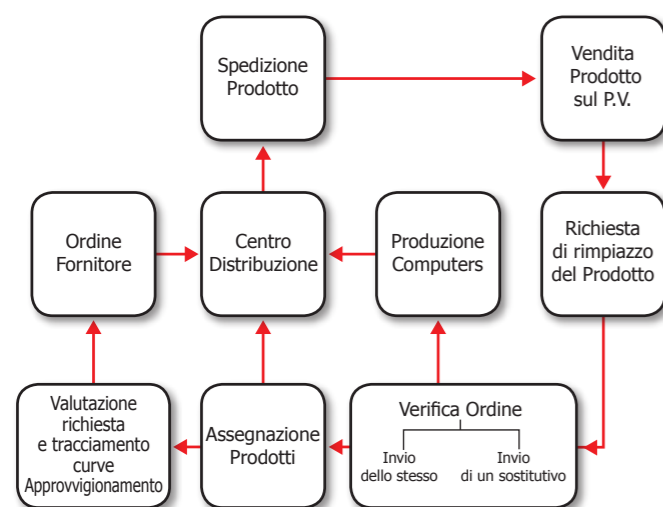 Spedizione
Prodotto
Vendita
Prodotto
sul P.V.
Ordine
Fornitore
Centro
Distribuzione
Produzione
Computers
Richiesta
di rimpiazzo
del Prodotto
Valutazione
richiesta
e tracciamento
curve
Approvvigionamento
Assegnazione
Prodotti
Verifica Ordine
Invio
dello stesso
Invio
di un sostitutivo